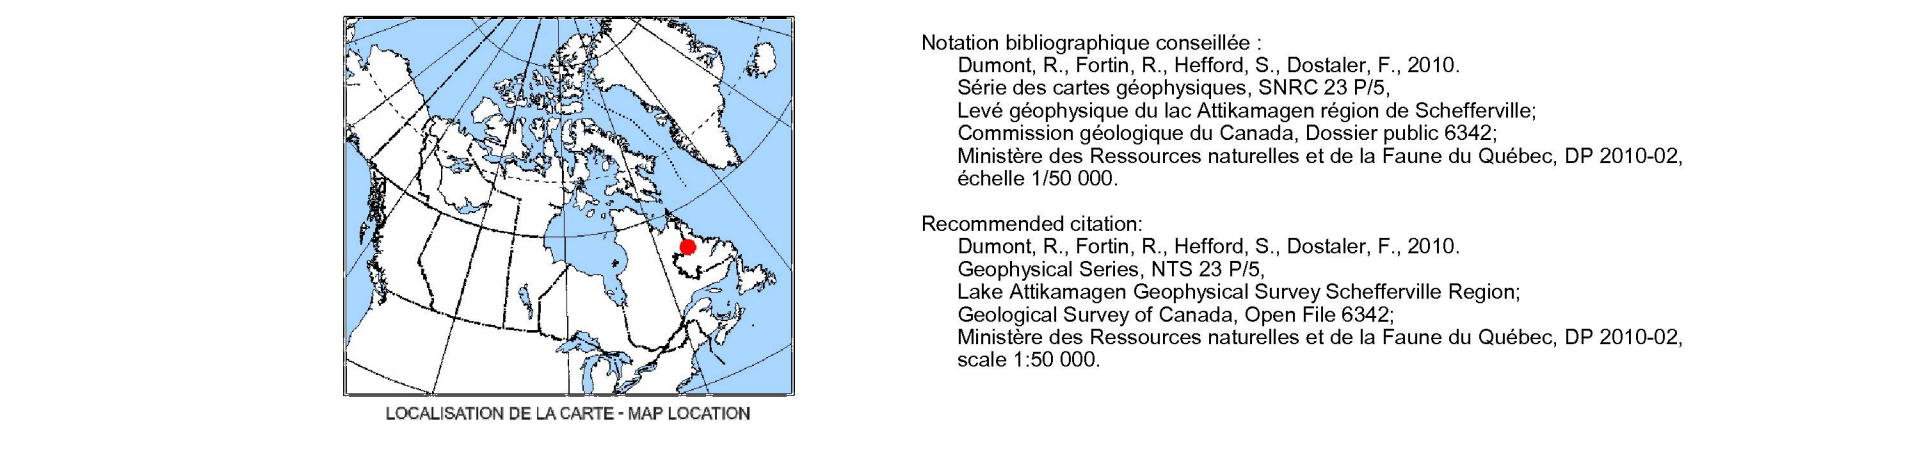 LOCALISATION DE LA CARTE - MAP LOCATION
Notation bibliographique conseillée :
Dumont, R., Fortin, R., Hefford, S., Dostaler, F., 2010.
Série des cartes géophysiques, SNRC 23 P/5,
Levé géophysique du lac Attikamagen région de Schefferville;
Commission géologique du Canada, Dossier public 6342;
Ministère des Ressources naturelles et de la Faune du Québec, DP 2010-02,
échelle 1/50 000.
Recommended citation:
Dumont, R., Fortin, R., Hefford, S., Dostaler, F., 2010.
Geophysical Series, NTS 23 P/5,
Lake Attikamagen Geophysical Survey Schefferville Region;
Geological Survey of Canada, Open File 6342;
Ministère des Ressources naturelles et de la Faune du Québec, DP 2010-02,
scale 1:50 000.